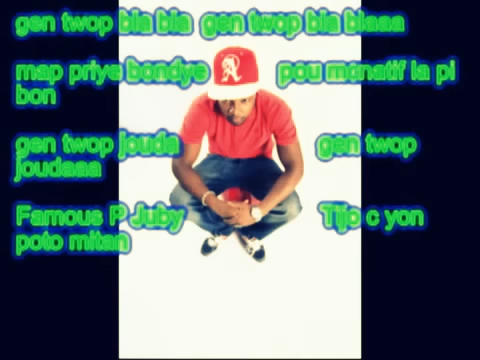 gen twop bla bla gen twop bla blaaa
map priye bondye pou monatif la pi
bon
gen twop jouda gen twop
joudaaa
Famous P Juby Tijo c yon
poto mitan